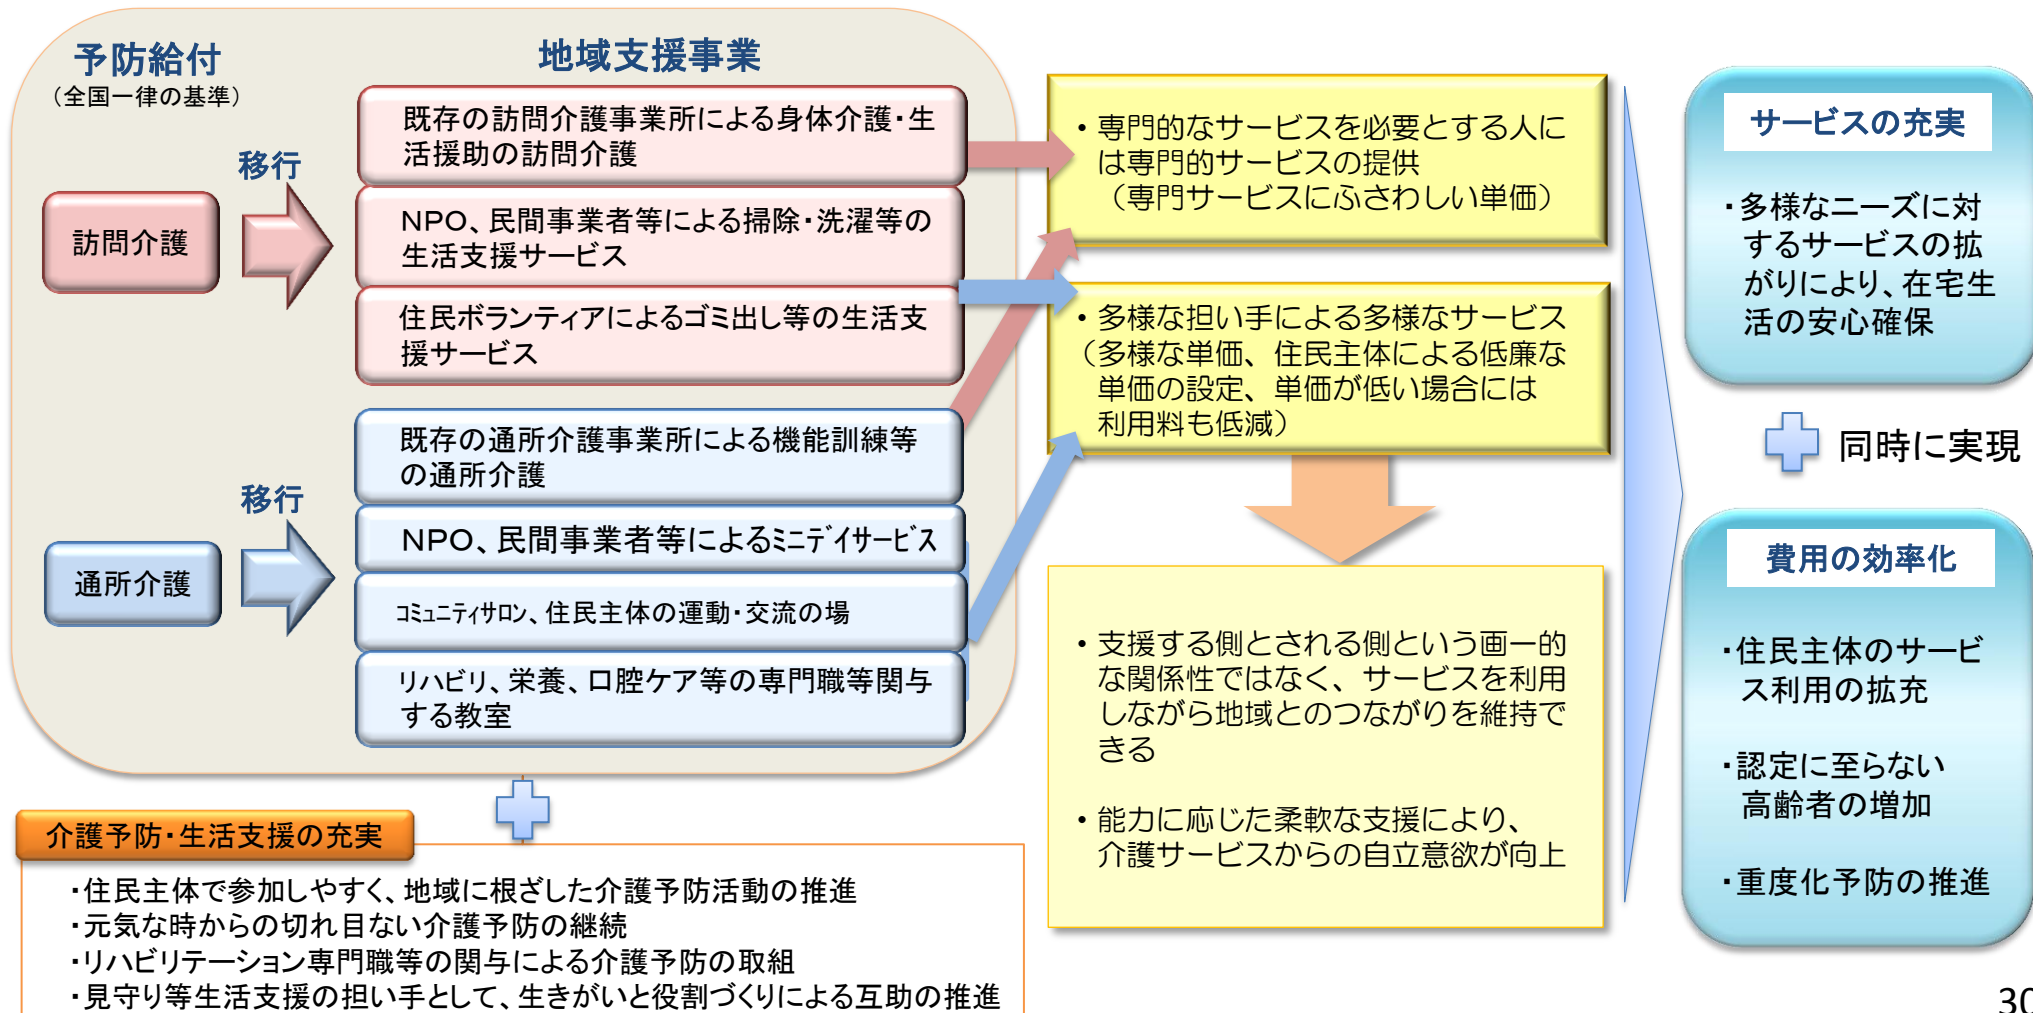 予防給付
（全国一律の基準）
移行
訪問介護
移行
通所介護
地域支援事業
既存の訪問介護事業所による身体介護・生
活援助の訪問介護
ＮＰＯ、民間事業者等による掃除・洗濯等の
生活支援サービス
住民ボランティアによるゴミ出し等の生活支
援サービス
既存の通所介護事業所による機能訓練等
の通所介護
ＮＰＯ、民間事業者等によるﾐﾆﾃﾞｲｻｰﾋﾞｽ
ｺﾐｭﾆﾃｨｻﾛﾝ、住民主体の運動・交流の場
リハビリ、栄養、口腔ケア等の専門職等関与
する教室
介護予防・生活支援の充実
・住民主体で参加しやすく、地域に根ざした介護予防活動の推進
・元気な時からの切れ目ない介護予防の継続
・リハビリテーション専門職等の関与による介護予防の取組
・見守り等生活支援の担い手として、生きがいと役割づくりによる互助の推進
・専門的なサービスを必要とする人に
は専門的サービスの提供
（専門サービスにふさわしい単価）
・多様な担い手による多様なサービス
（多様な単価、住民主体による低廉な
単価の設定、単価が低い場合には
利用料も低減）
・支援する側とされる側という画一的
な関係性ではなく、サービスを利用
しながら地域とのつながりを維持で
きる
・能力に応じた柔軟な支援により、
介護サービスからの自立意欲が向上
サービスの充実
・多様なニーズに対
するサービスの拡
がりにより、在宅生
活の安心確保
同時に実現
費用の効率化
・住民主体のサービ
ス利用の拡充
・認定に至らない
高齢者の増加
・重度化予防の推進
30